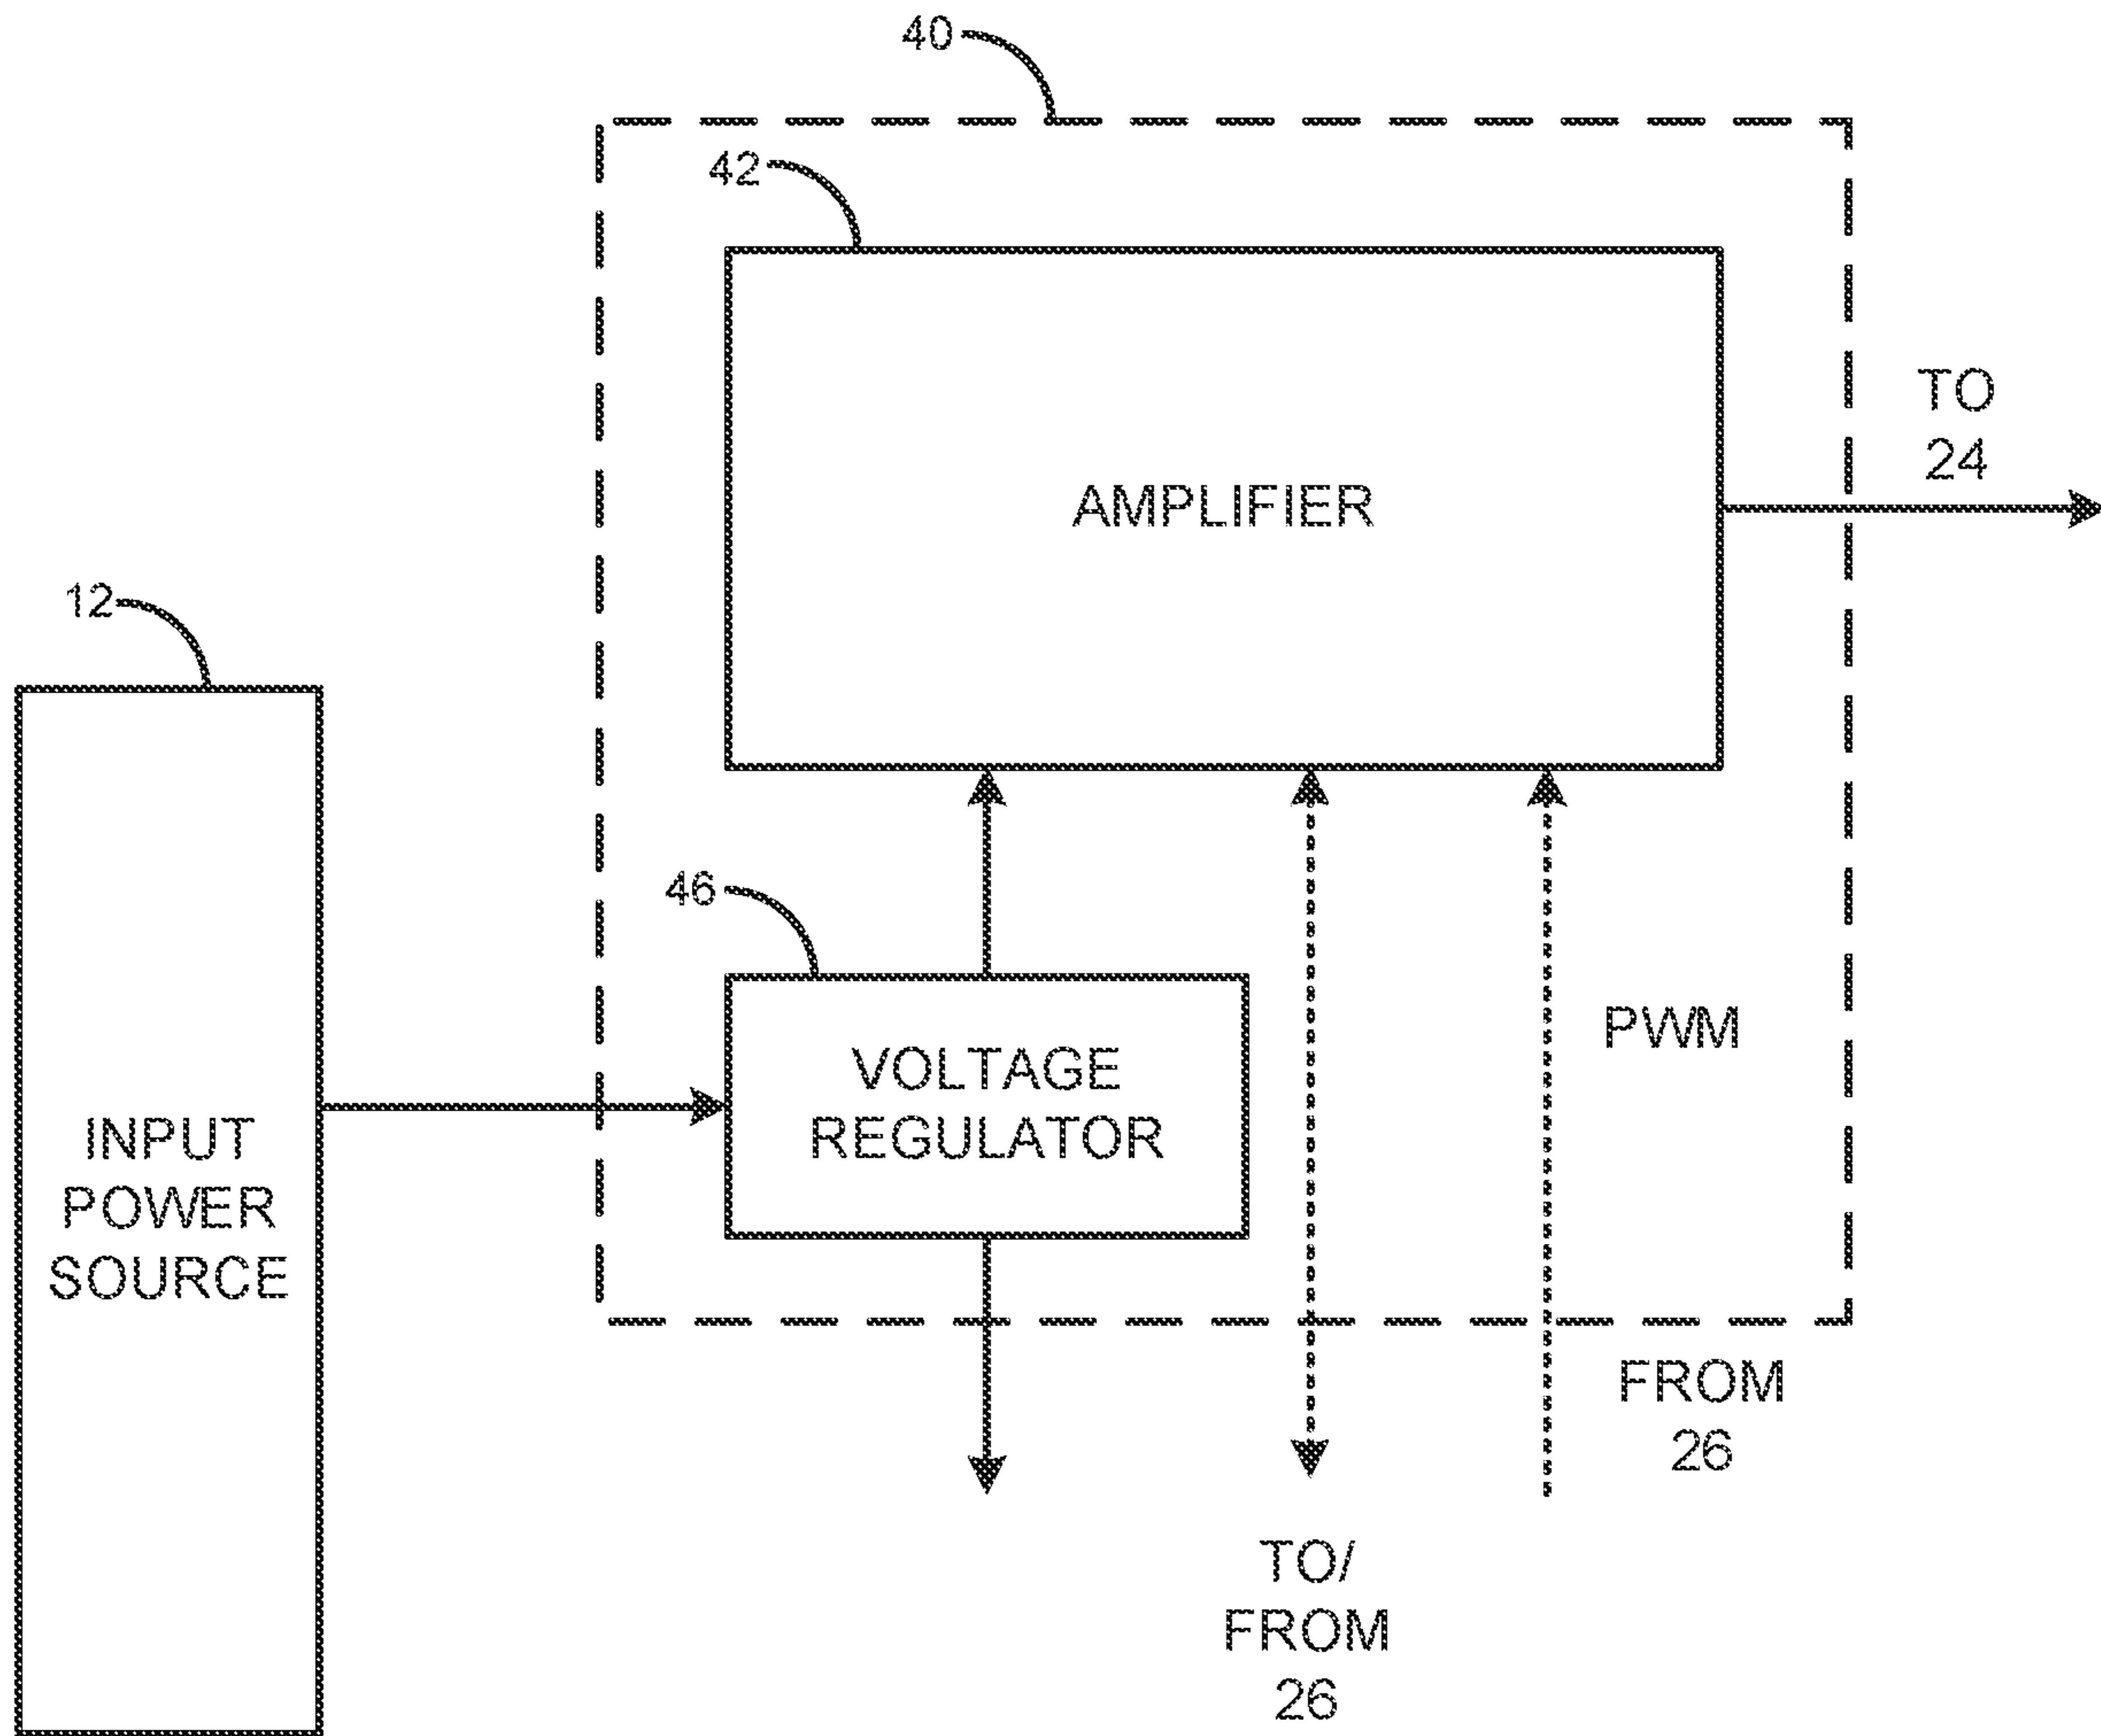 40
42
AMPLIFIER
TO
24
12
46
VOLTAGE
REGULATOR
PWM
INPUT
POWER
SOURCE
FROM
26
TO/
FROM
26